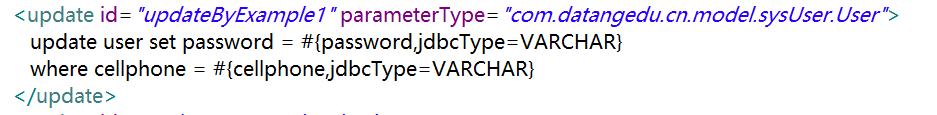 <update id="updateByExample1" parameterType="com.datangedu.cn.model.sysUser.User">
update user set password = #{password,jdbcType=VARCHAR}
where cellphone = #{cellphone,jdbcType=VARCHAR}
</update>